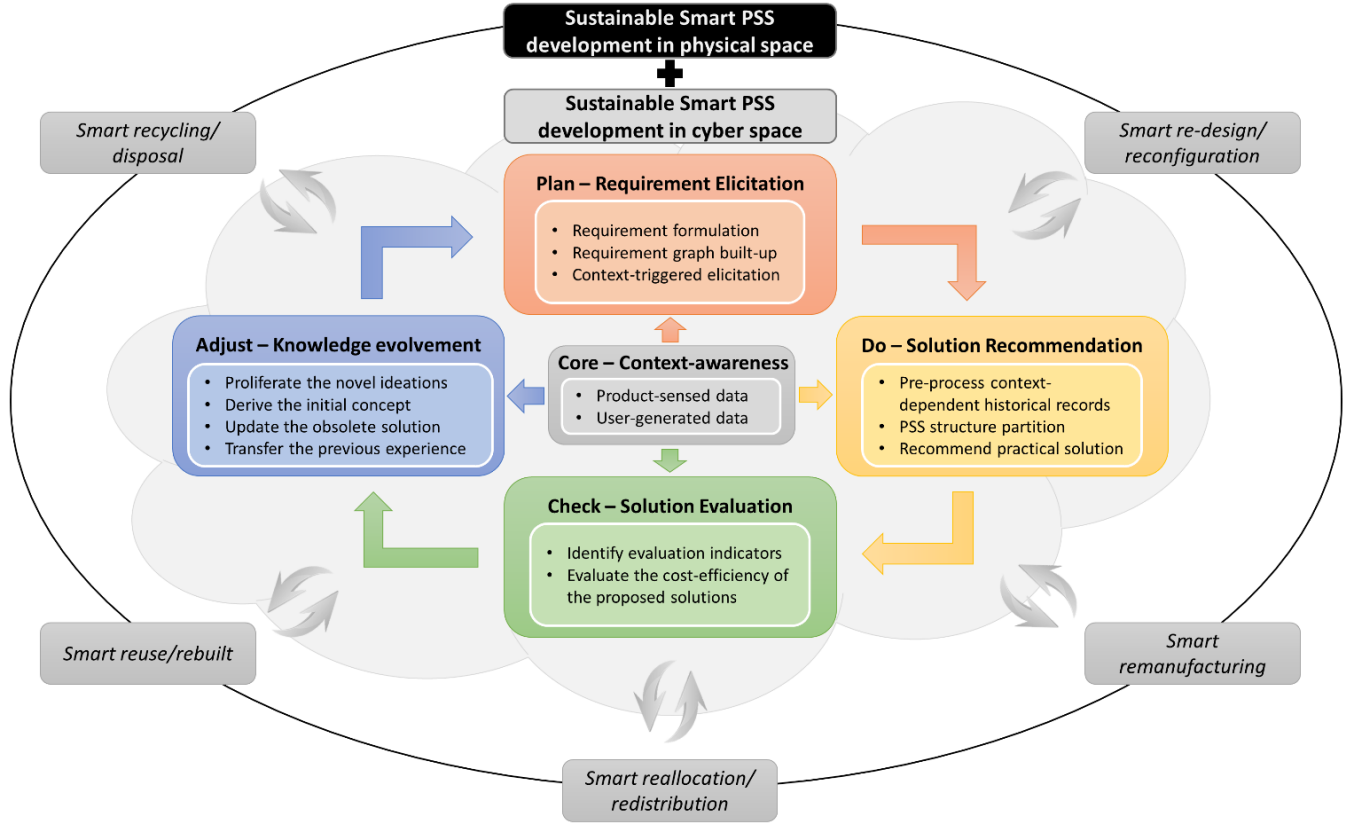 Sustainable Smart PSS
development in physical space
Sustainable Smart PSS
development in cyber space
Smart recycling/
disposal
Smart re-design/
reconfiguration
Plan – Requirement Elicitation
• Requirement formulation
• Requirement graph built-up
• Context-triggered elicitation
Adjust – Knowledge evolvement
• Proliferate the novel ideations
• Derive the initial concept
• Update the obsolete solution
• Transfer the previous experience
Core – Context-awareness
• Product-sensed data
• User-generated data
Do – Solution Recommendation
• Pre-process context-
dependent historical records
• PSS structure partition
• Recommend practical solution
Check – Solution Evaluation
• Identify evaluation indicators
• Evaluate the cost-efficiency of
the proposed solutions
Smart reuse/rebuilt
Smart
remanufacturing
Smart reallocation/
redistribution